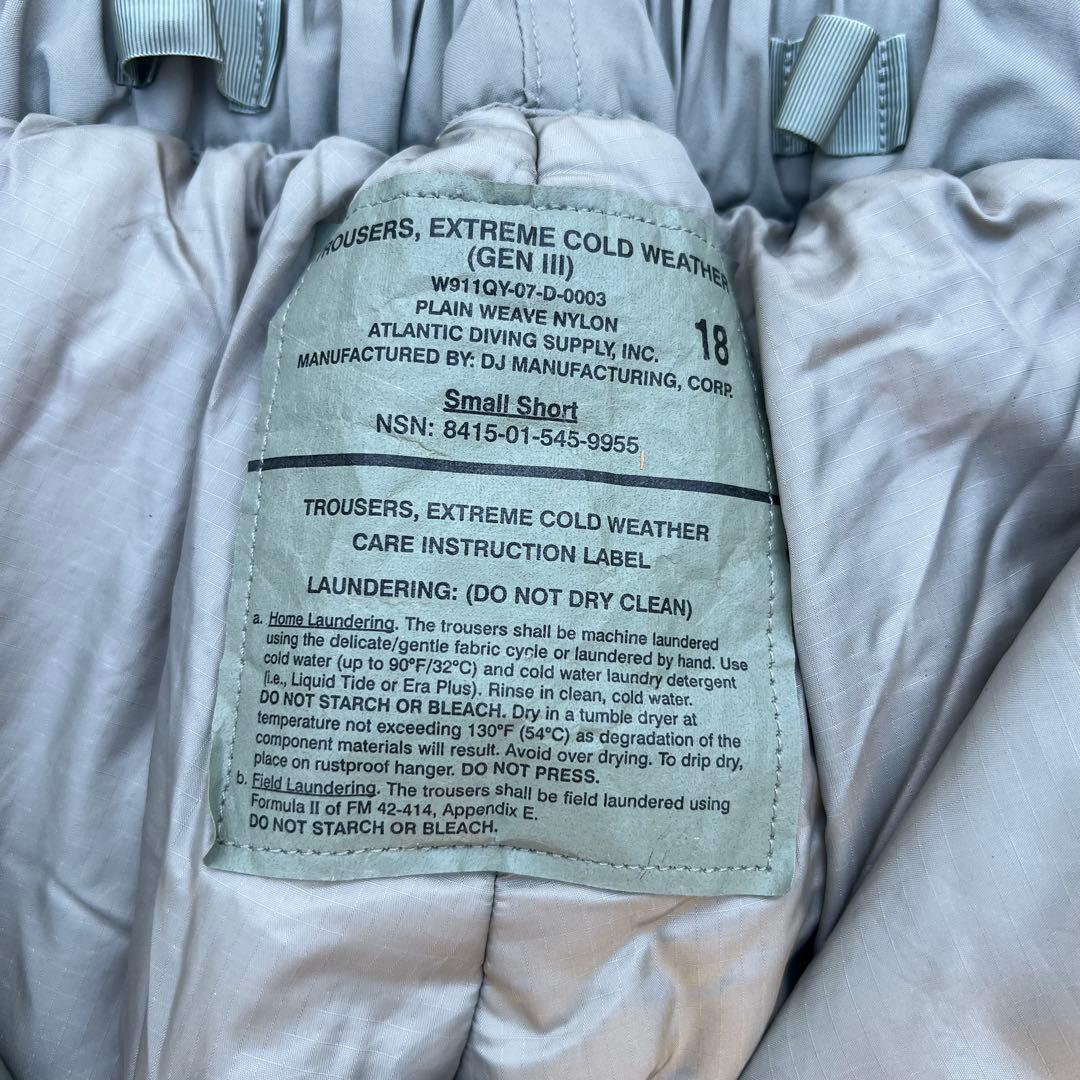 TROUSERS, EXTREME COLD WEATHER
(GEN III)
W911QY-07-D-0003
PLAIN WEAVE NYLON
ATLANTIC DIVING SUPPLY, INC.
18
MANUFACTURED BY: DJ MANUFACTURING, CORP.
Small Short
NSN: 8415-01-545-9955
TROUSERS, EXTREME COLD WEATHER
CARE INSTRUCTION LABEL
LAUNDERING: (DO NOT DRY CLEAN)
a. Home Laundering. The trousers shall be machine laundered
using the delicate/gentle fabric cycle or laundered by hand. Use
cold water (up to 90°F/32°C) and cold water laundry detergent
(i.e., Liquid Tide or Era Plus). Rinse in clean, cold water.
DO NOT STARCH OR BLEACH. Dry in a tumble dryer at
temperature not exceeding 130°F (54°C) as degradation of the
component materials will result. Avoid over drying. To drip dry,
place on rustproof hanger. DO NOT PRESS.
b. Field Laundering. The trousers shall be field laundered using
Formula II of FM 42-414, Appendix E.
DO NOT STARCH OR BLEACH.